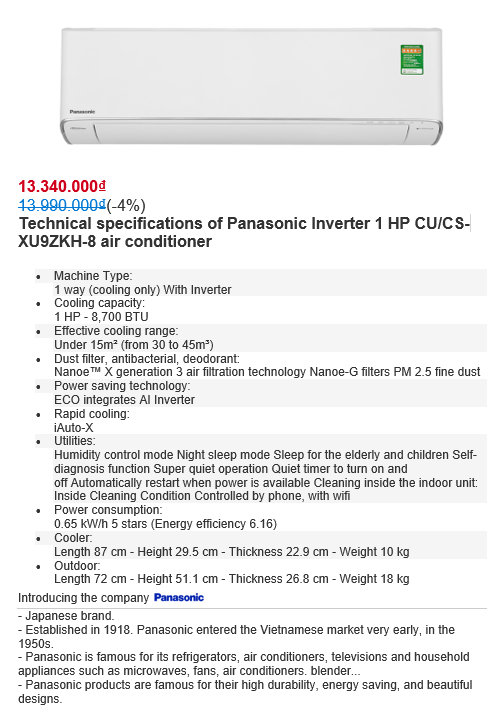 Panasonic
13.340.000₫
13.990.000₫(-4%)
Technical specifications of Panasonic Inverter 1 HP CU/CS-
XU9ZKH-8 air conditioner
• Machine Type:
1 way (cooling only) With Inverter
• Cooling capacity:
1 HP - 8,700 BTU
• Effective cooling range:
Under 15m² (from 30 to 45m³)
• Dust filter, antibacterial, deodorant:
Nanoe™ X generation 3 air filtration technology Nanoe-G filters PM 2.5 fine dust
• Power saving technology:
ECO integrates AI Inverter
• Rapid cooling:
iAuto-X
• Utilities:
Humidity control mode Night sleep mode Sleep for the elderly and children Self-
diagnosis function Super quiet operation Quiet timer to turn on and
off Automatically restart when power is available Cleaning inside the indoor unit:
Inside Cleaning Condition Controlled by phone, with wifi
• Power consumption:
0.65 kW/h 5 stars (Energy efficiency 6.16)
• Cooler:
Length 87 cm - Height 29.5 cm - Thickness 22.9 cm - Weight 10 kg
• Outdoor:
Length 72 cm - Height 51.1 cm - Thickness 26.8 cm - Weight 18 kg
Introducing the company Panasonic
- Japanese brand.
- Established in 1918. Panasonic entered the Vietnamese market very early, in the
1950s.
- Panasonic is famous for its refrigerators, air conditioners, televisions and household
appliances such as microwaves, fans, air conditioners. blender...
- Panasonic products are famous for their high durability, energy saving, and beautiful
designs.